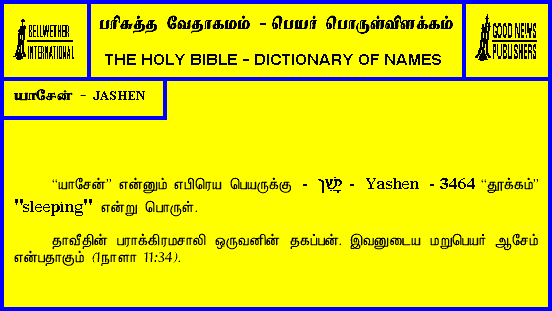 BELLWETHER
INTERNATIONAL
பரிசுத்த வேதாகமம் - பெயர் பொருள்விளக்கம்
THE HOLY BIBLE - DICTIONARY OF NAMES
GOOD NEWS
PUBLISHERS
யாசேன் - JASHEN
“யாசேன்” என்னும் எபிரெய பெயருக்கு - יָשֵׁן - Yashen - 3464 “தூக்கம்”
"sleeping" என்று பொருள்.
தாவீதின் பராக்கிரமசாலி ஒருவனின் தகப்பன். இவனுடைய மறுபெயர் ஆசேம்
என்பதாகும் (1நாளா 11:34).